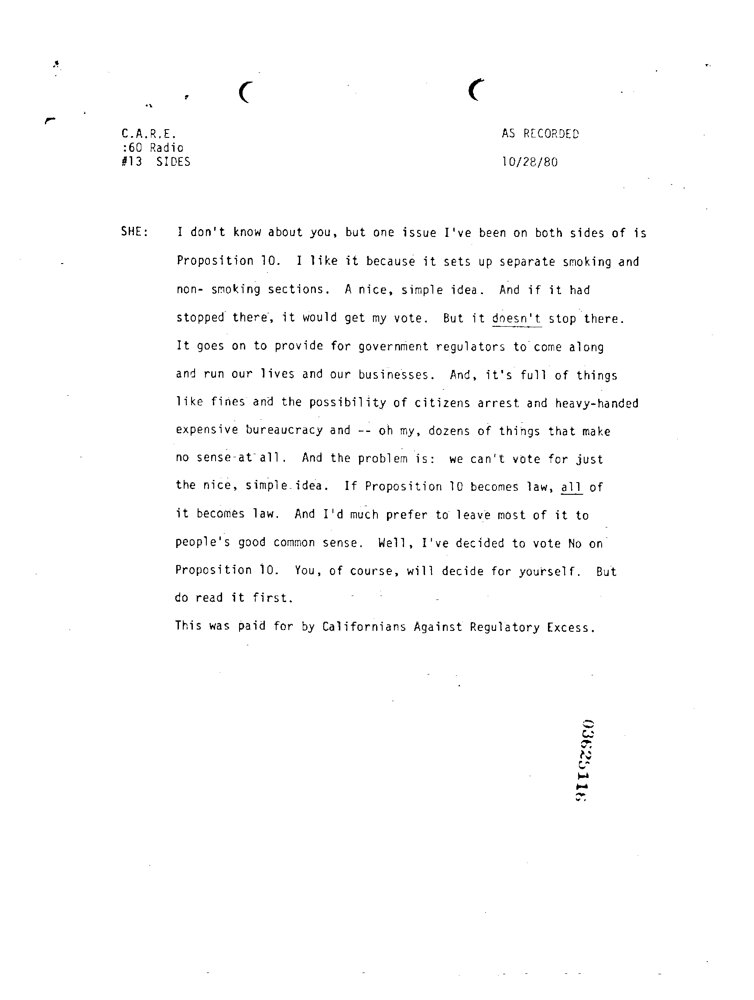 C.A.R.E.
:60 Radio
#13 SIDES
AS RECORDED
10/28/80
SHE: I don't know about you, but one issue I've been on both sides of is
Proposition 10. I like it because it sets up separate smoking and
non- smoking sections. A nice, simple idea. And if it had
stopped there, it would get my vote. But it doesn't stop there.
It goes on to provide for government regulators to come along
and run our lives and our businesses. And, it's full of things
like fines and the possibility of citizens arrest and heavy-handed
expensive bureaucracy and -- oh my, dozens of things that make
no sense at all. And the problem is: we can't vote for just
the nice, simple idea. If Proposition 10 becomes law, all of
it becomes law. And I'd much prefer to leave most of it to
people's good common sense. Well, I've decided to vote No on
Proposition 10. You, of course, will decide for yourself. But
do read it first.
This was paid for by Californians Against Regulatory Excess.
03625116